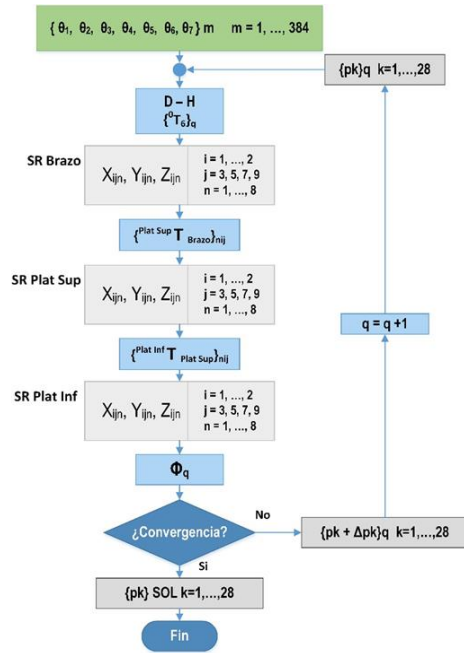 { θ₁, θ₂, θ₃, θ₄, θ₅, θ₆, θ₇} m m = 1, ..., 384
{pk}q k=1,...,28
D – H
{⁰T₆}q
SR Brazo
Xijn, Yijn, Zijn
i = 1, ..., 2
j = 3, 5, 7, 9
n = 1, ..., 8
{Plat Sup T Brazo}nij
SR Plat Sup
Xijn, Yijn, Zijn
i = 1, ..., 2
j = 3, 5, 7, 9
n = 1, ..., 8
q = q +1
{Plat Inf T Plat Sup}nij
SR Plat Inf
Xijn, Yijn, Zijn
i = 1, ..., 2
j = 3, 5, 7, 9
n = 1, ..., 8
Φq
¿Convergencia?
No
{pk + Δpk}q k=1,...,28
Si
{pk} SOL k=1,...,28
Fin